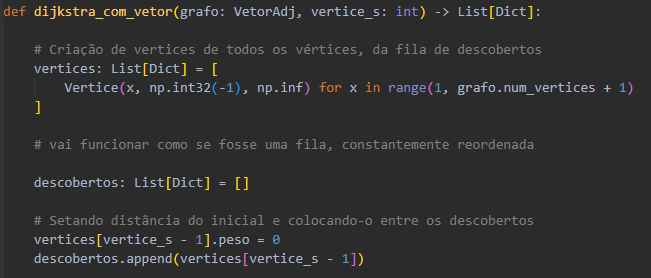 def dijkstra_com_vetor(grafo: VetorAdj, vertice_s: int) -> List[Dict]:
# Criação de vertices de todos os vértices, da fila de descobertos
vertices: List[Dict] = [
Vertice(x, np.int32(-1), np.inf) for x in range(1, grafo.num_vertices + 1)
]
# vai funcionar como se fosse uma fila, constantemente reordenada
descobertos: List[Dict] = []
# Setando distância do inicial e colocando-o entre os descobertos
vertices[vertice_s - 1].peso = 0
descobertos.append(vertices[vertice_s - 1])